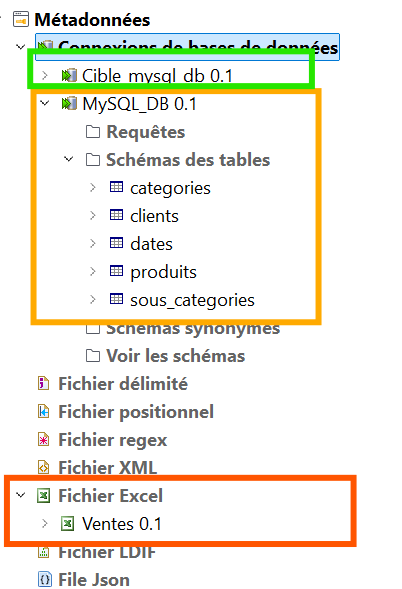 Métadonnées
Connexions de bases de données
Cible_mysql_db 0.1
MySQL_DB 0.1
Requêtes
Schémas des tables
categories
clients
dates
produits
sous_categories
Schémas synonymes
Voir les schémas
Fichier délimité
Fichier positionnel
Fichier regex
Fichier XML
Fichier Excel
Ventes 0.1
Fichier LDIF
File Json